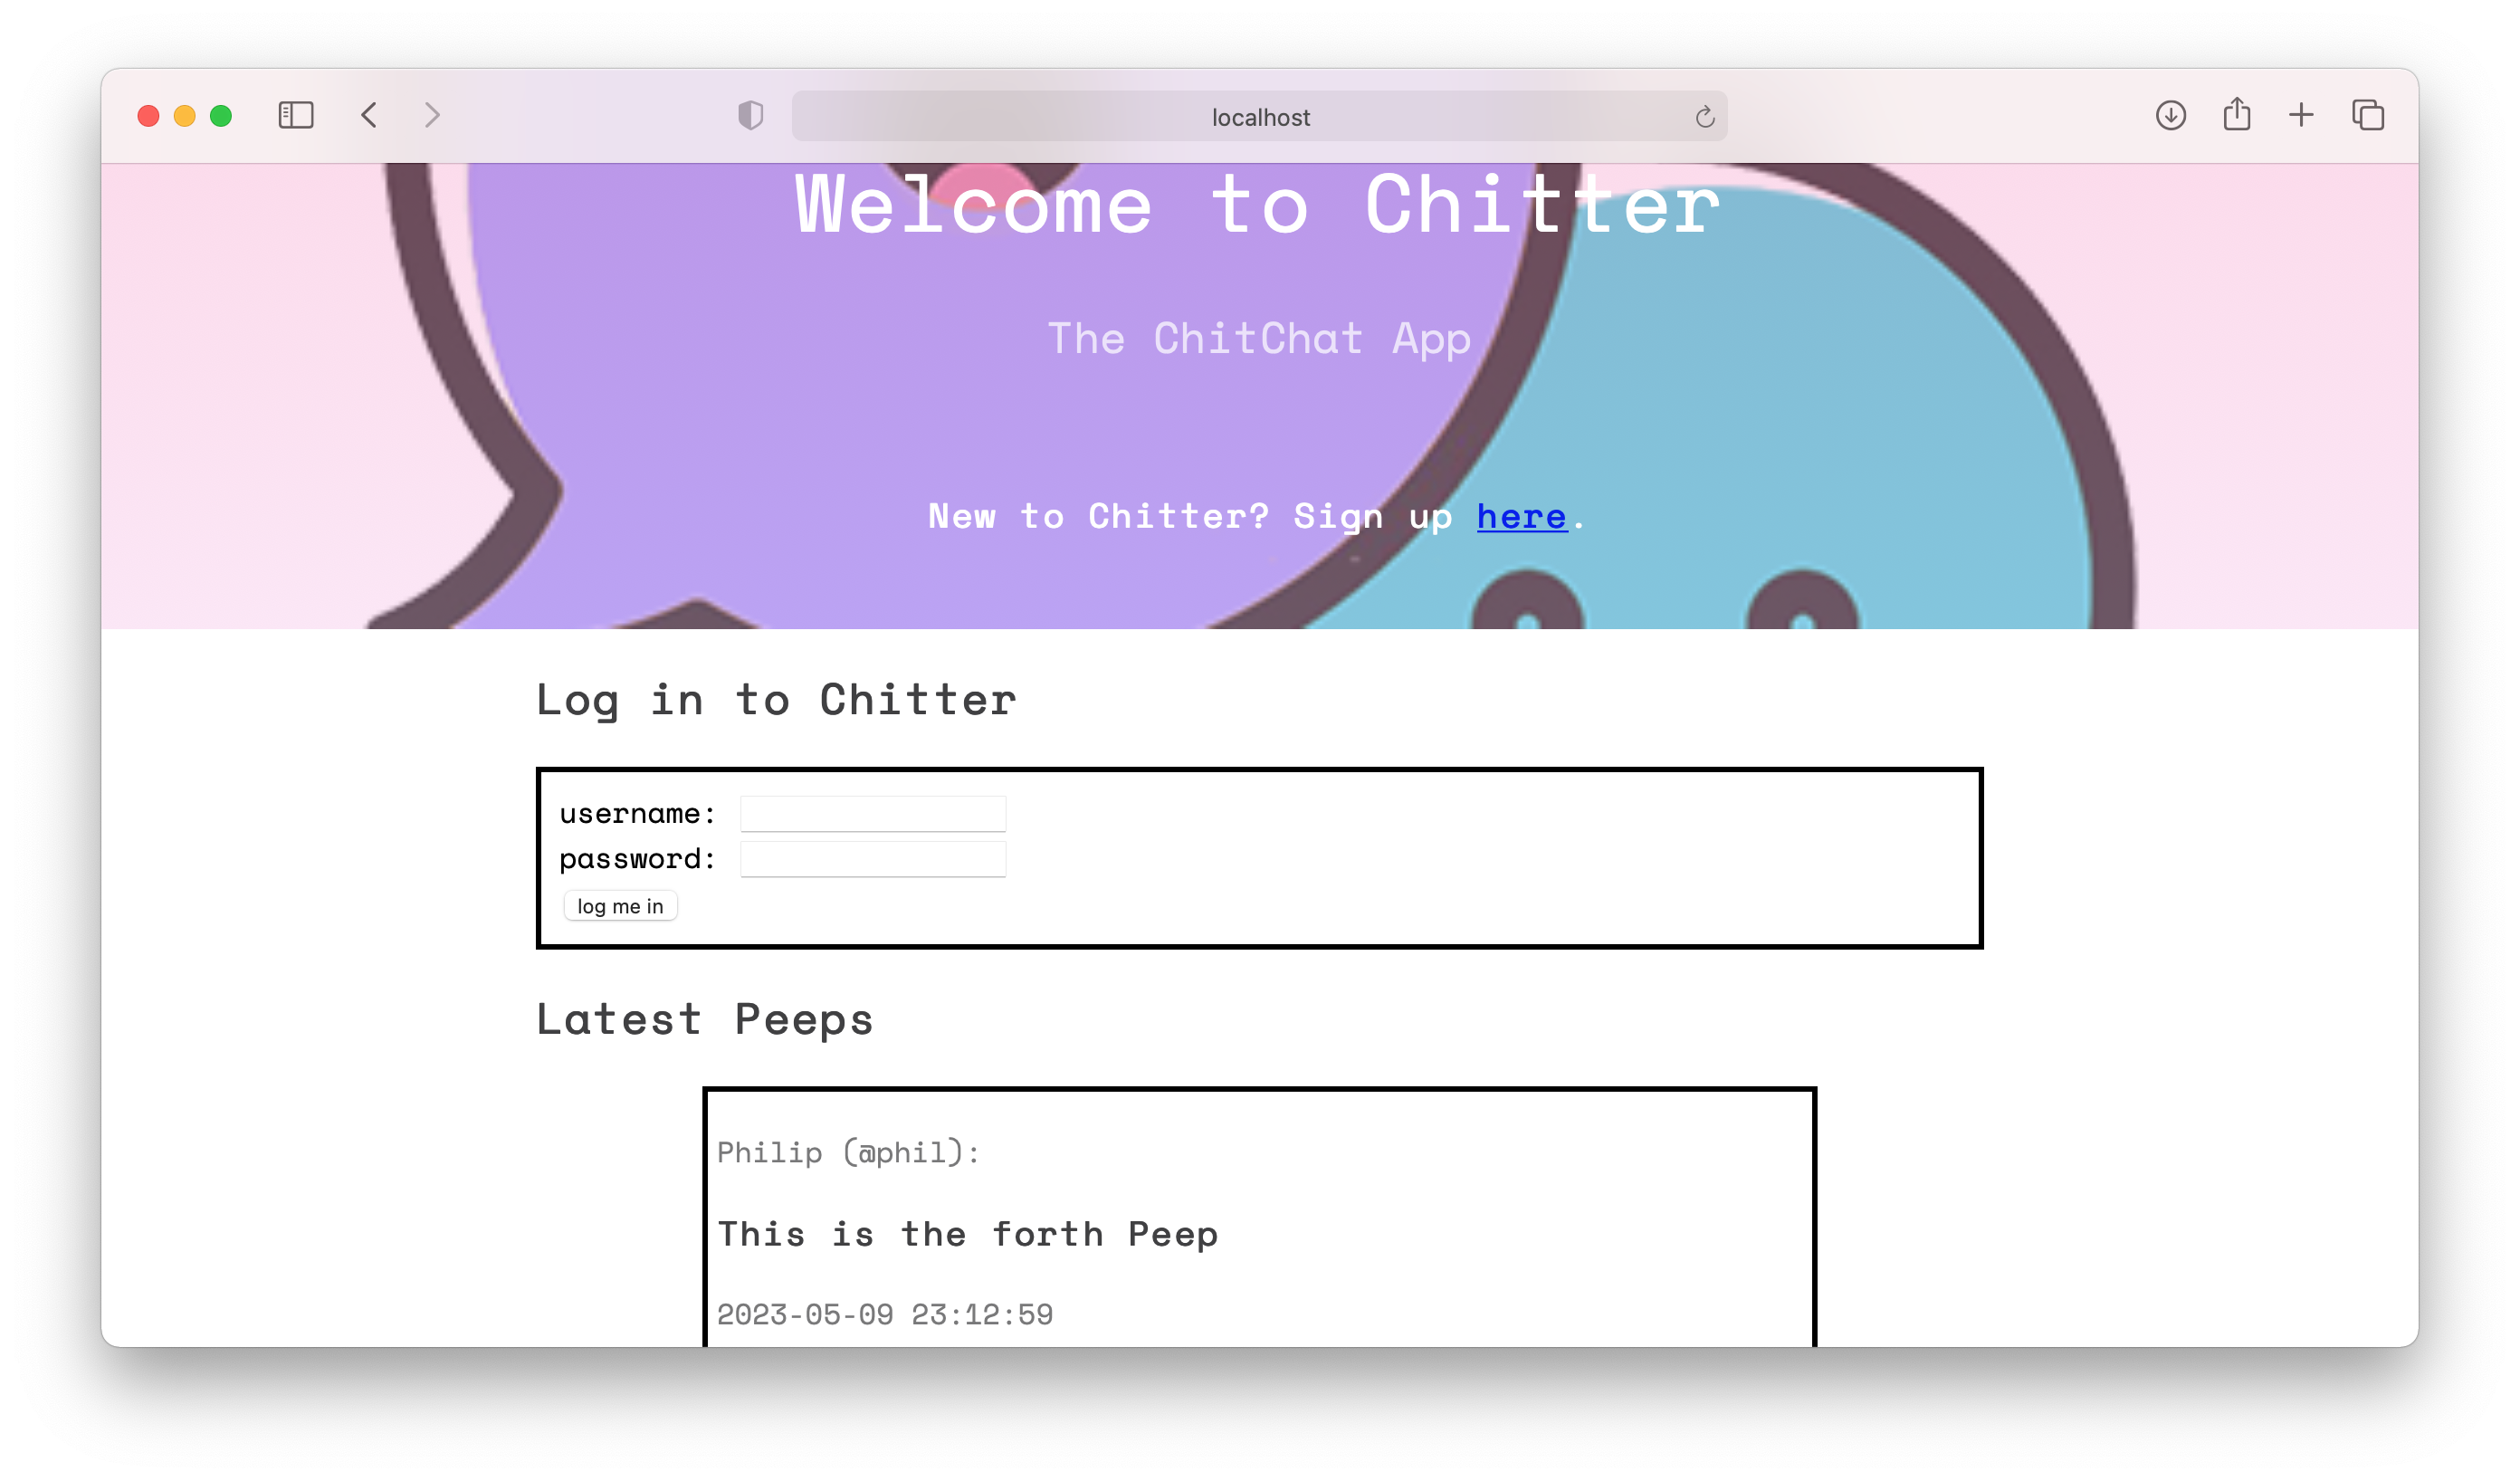 localhost
Welcome to Chitter
The ChitChat App
New to Chitter? Sign up here.
Log in to Chitter
username:
password:
log me in
Latest Peeps
Philip (@phil):
This is the forth Peep
2023-05-09 23:12:59